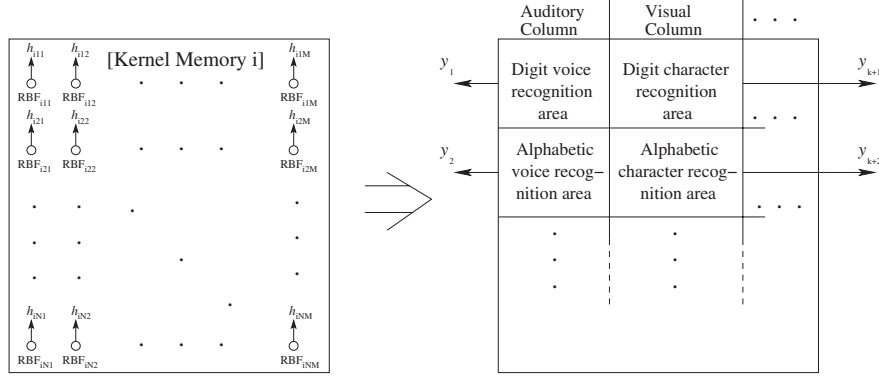 [Kernel Memory i]
h_i11 h_i12 h_i1M
RBF_i11 RBF_i12 . . . RBF_i1M
h_i21 h_i22 h_i2M
RBF_i21 RBF_i22 . . . RBF_i2M
h_iN1 h_iN2 h_iNM
RBF_iN1 RBF_iN2 . . . RBF_iNM
Auditory
Column
Visual
Column
. . .
y_1
Digit voice
recognition
area
Digit character
recognition
area
y_k+1
. . .
y_2
Alphabetic
voice recog-
nition area
Alphabetic
character recog-
nition area
y_k+2
. . .